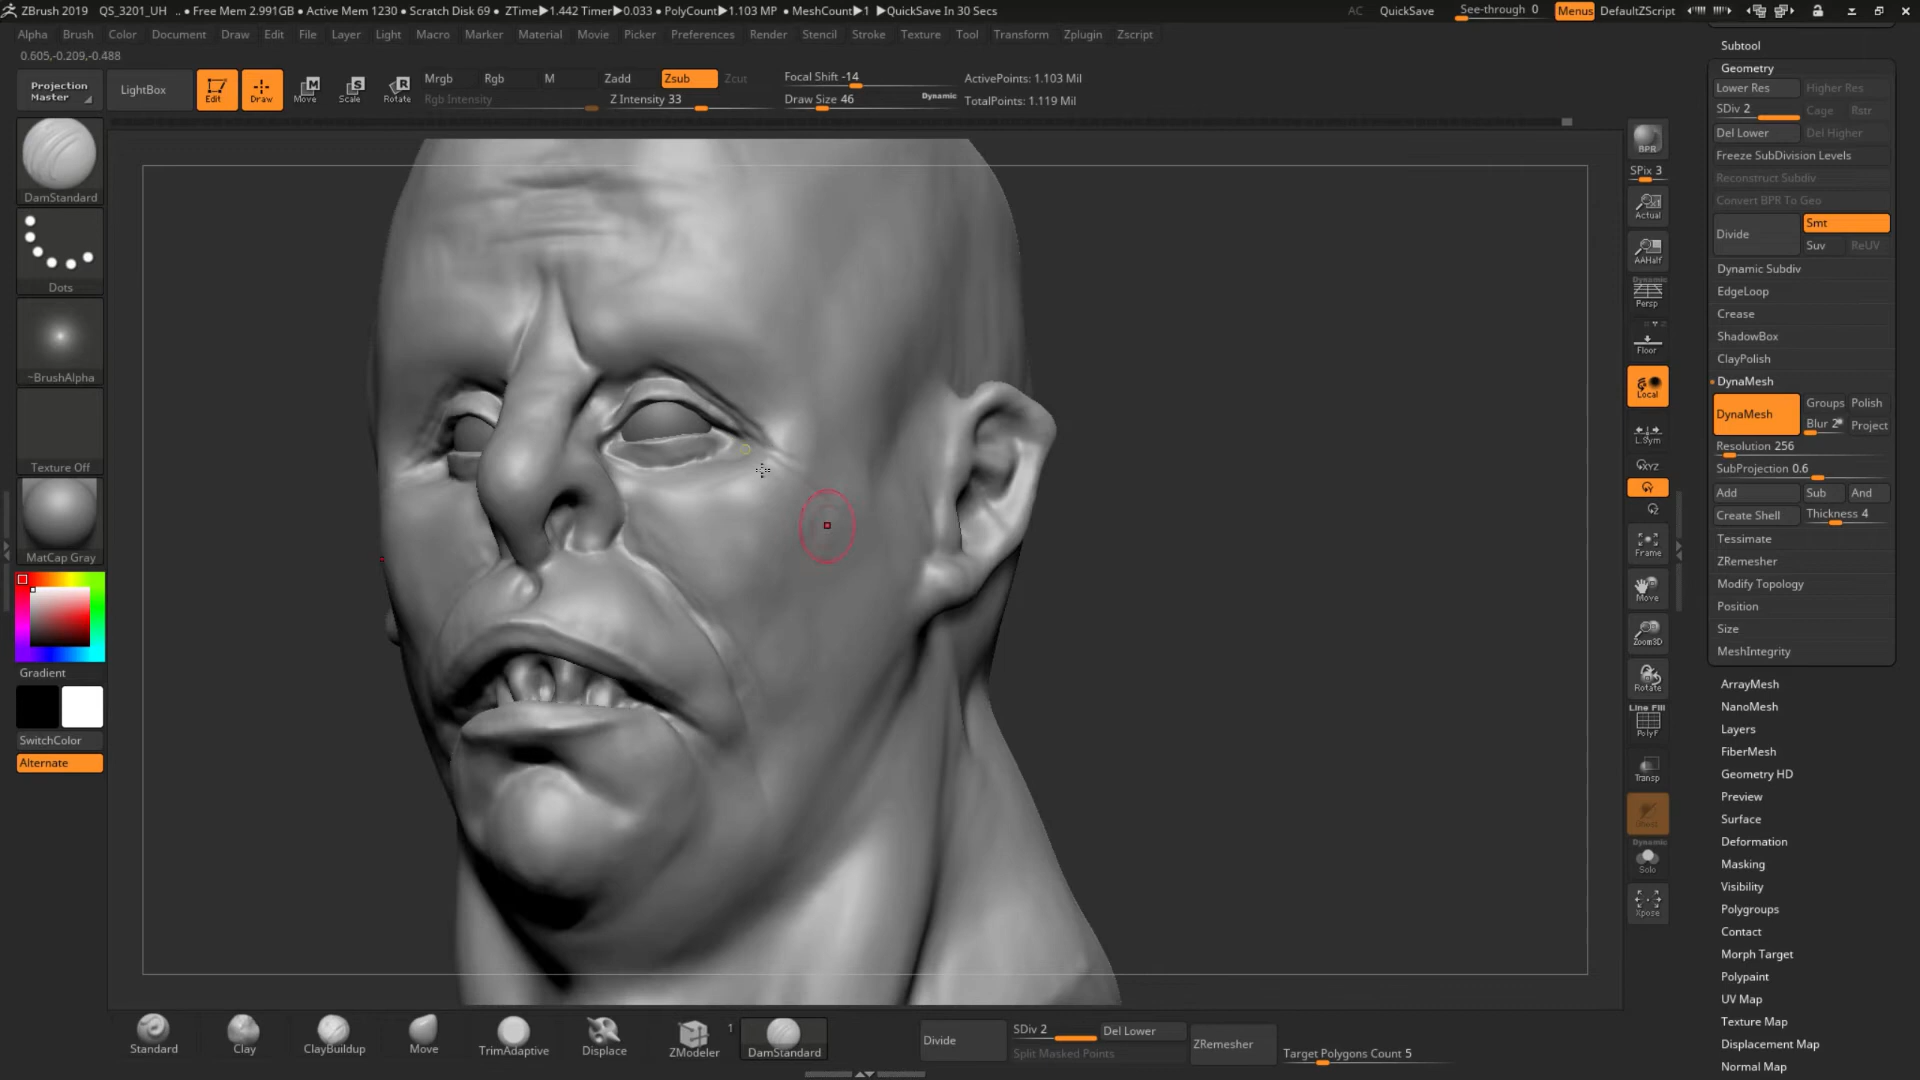 ZBrush 2019 QS_3201_UH .. • Free Mem 2.991GB • Active Mem 1230 • Scratch Disk 69 • ZTime▶1.442 Timer▶0.033 • PolyCount▶1.103 MP • MeshCount▶1 ▶QuickSave In 30 Secs AC QuickSave See-through 0 Menus DefaultZScript
Alpha Brush Color Document Draw Edit File Layer Light Macro Marker Material Movie Picker Preferences Render Stencil Stroke Texture Tool Transform Zplugin Zscript
0.605,-0.209,-0.488
Projection Master
LightBox
Edit
Draw
Move
Scale
Rotate
Mrgb Rgb M Zadd Zsub Zcut
Rgb Intensity Z Intensity 33
Focal Shift -14
Draw Size 46 Dynamic
ActivePoints: 1.103 Mil
TotalPoints: 1.119 Mil
DamStandard
Dots
~BrushAlpha
Texture Off
MatCap Gray
Gradient
SwitchColor
Alternate
BPR
SPix 3
Actual
AAHalf
Dynamic
Persp
Floor
Local
L.Sym
XYZ
Y
Z
Frame
Move
Zoom3D
Rotate
Line Fill
PolyF
Transp
Dynamic
Solo
Xpose
Subtool
Geometry
Lower Res Higher Res
SDiv 2 Cage Rstr
Del Lower Del Higher
Freeze SubDivision Levels
Reconstruct Subdiv
Convert BPR To Geo
Divide Smt
Suv ReUV
Dynamic Subdiv
EdgeLoop
Crease
ShadowBox
ClayPolish
DynaMesh
DynaMesh Groups Polish
Blur 2 Project
Resolution 256
SubProjection 0.6
Add Sub And
Create Shell Thickness 4
Tessimate
ZRemesher
Modify Topology
Position
Size
MeshIntegrity
ArrayMesh
NanoMesh
Layers
FiberMesh
Geometry HD
Preview
Surface
Deformation
Masking
Visibility
Polygroups
Contact
Morph Target
Polypaint
UV Map
Texture Map
Displacement Map
Normal Map
Standard
Clay
ClayBuildup
Move
TrimAdaptive
Displace
ZModeler
1
DamStandard
Divide
SDiv 2 Del Lower
Split Masked Points
ZRemesher
Target Polygons Count 5